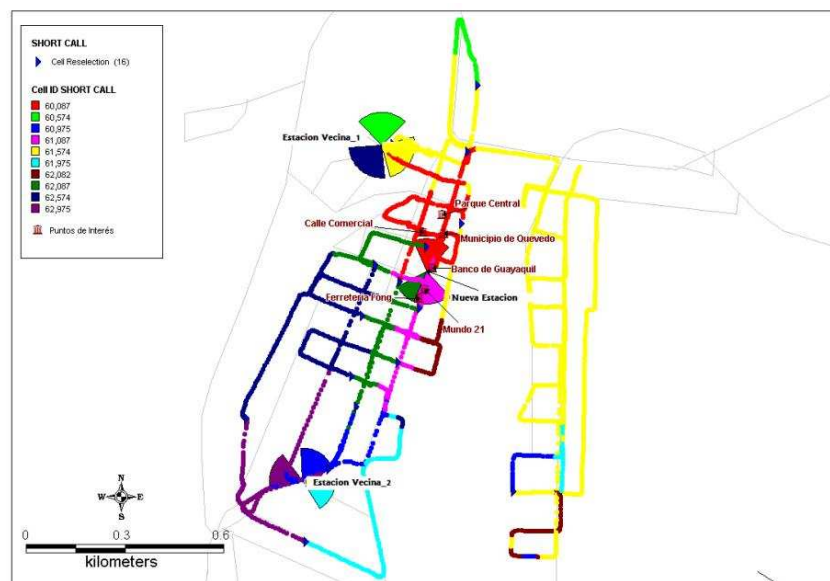 SHORT CALL
Cell Reselection (16)
Cell ID SHORT CALL
60,087
60,574
60,975
61,087
61,574
61,975
62,082
62,087
62,574
62,975
Puntos de Interés
Estacion Vecina_1
Parque Central
Calle Comercial
Municipio de Quevedo
Banco de Guayaquil
Ferreteria Fong
Nueva Estacion
Mundo 21
Estacion Vecina_2
N
W E
S
0 0.3 0.6
kilometers